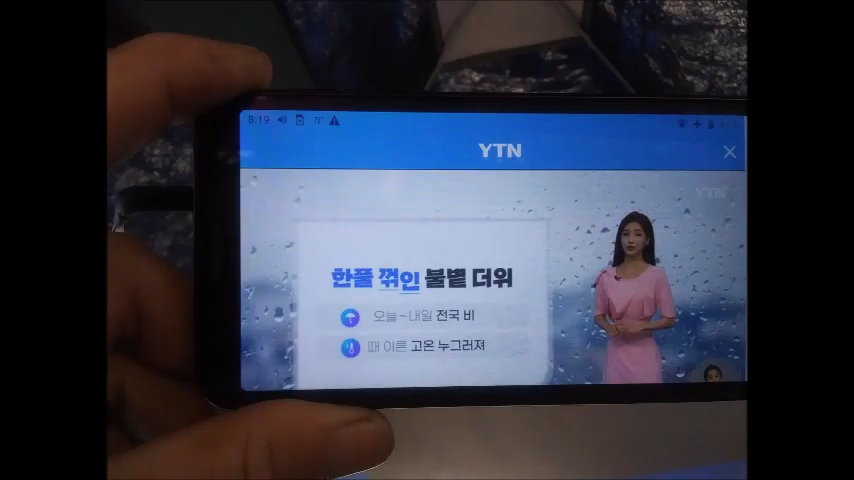 8:19
YTN
YTN
한풀 꺾인 불볕 더위
오늘~내일 전국 비
때 이른 고온 누그러져